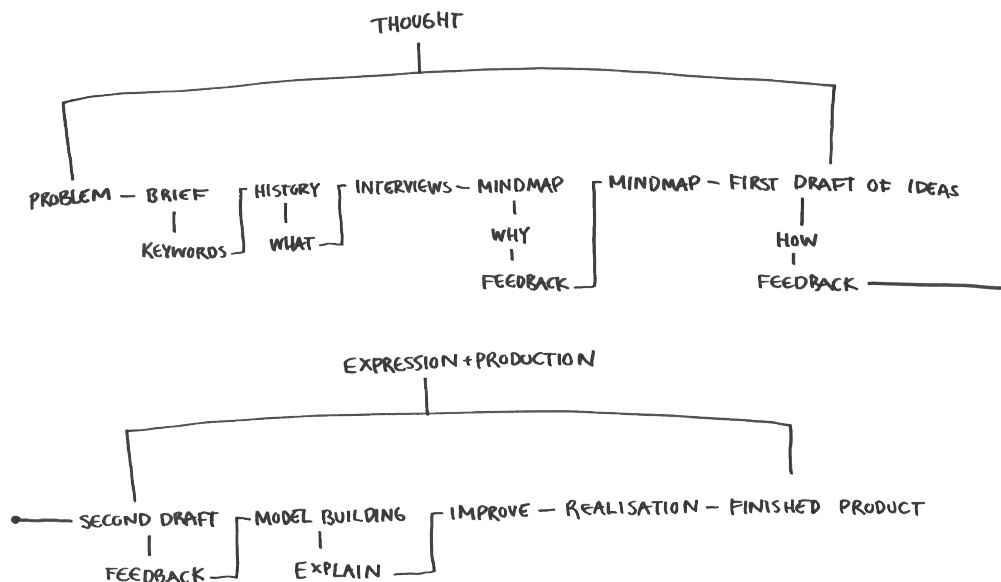 THOUGHT
PROBLEM – BRIEF HISTORY INTERVIEWS – MINDMAP MINDMAP – FIRST DRAFT OF IDEAS
KEYWORDS WHAT WHY HOW
FEEDBACK FEEDBACK
EXPRESSION + PRODUCTION
SECOND DRAFT MODEL BUILDING IMPROVE – REALISATION – FINISHED PRODUCT
FEEDBACK EXPLAIN